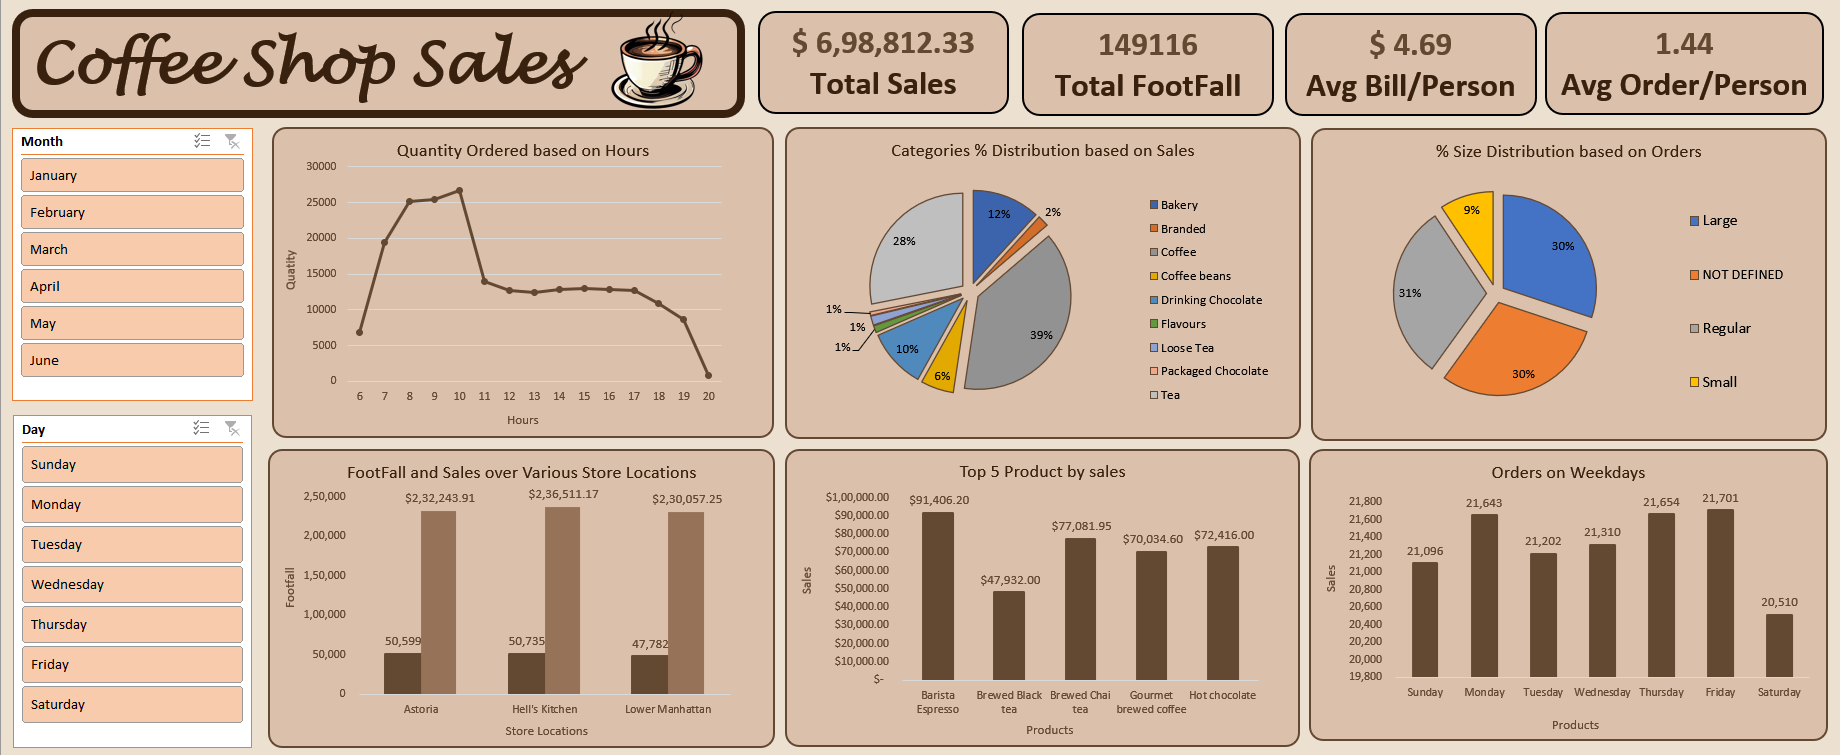 Coffee Shop Sales
$ 6,98,812.33
Total Sales
149116
Total FootFall
$ 4.69
Avg Bill/Person
1.44
Avg Order/Person
Month
January
February
March
April
May
June
Day
Sunday
Monday
Tuesday
Wednesday
Thursday
Friday
Saturday
Quantity Ordered based on Hours
30000
25000
20000
15000
10000
5000
0
Quatity
6 7 8 9 10 11 12 13 14 15 16 17 18 19 20
Hours
Categories % Distribution based on Sales
12%
2%
39%
6%
10%
1%
1%
1%
28%
Bakery
Branded
Coffee
Coffee beans
Drinking Chocolate
Flavours
Loose Tea
Packaged Chocolate
Tea
% Size Distribution based on Orders
30%
30%
31%
9%
Large
NOT DEFINED
Regular
Small
FootFall and Sales over Various Store Locations
2,50,000
2,00,000
1,50,000
1,00,000
50,000
0
Footfall
$2,32,243.91 $2,36,511.17 $2,30,057.25
50,599 50,735 47,782
Astoria Hell's Kitchen Lower Manhattan
Store Locations
Top 5 Product by sales
$1,00,000.00
$90,000.00
$80,000.00
$70,000.00
$60,000.00
$50,000.00
$40,000.00
$30,000.00
$20,000.00
$10,000.00
$-
Sales
$91,406.20 $47,932.00 $77,081.95 $70,034.60 $72,416.00
Barista Brewed Black Brewed Chai Gourmet Hot chocolate
Espresso tea tea brewed coffee
Products
Orders on Weekdays
21,800
21,600
21,400
21,200
21,000
20,800
20,600
20,400
20,200
20,000
19,800
Sales
21,096 21,643 21,202 21,310 21,654 21,701 20,510
Sunday Monday Tuesday Wednesday Thursday Friday Saturday
Products